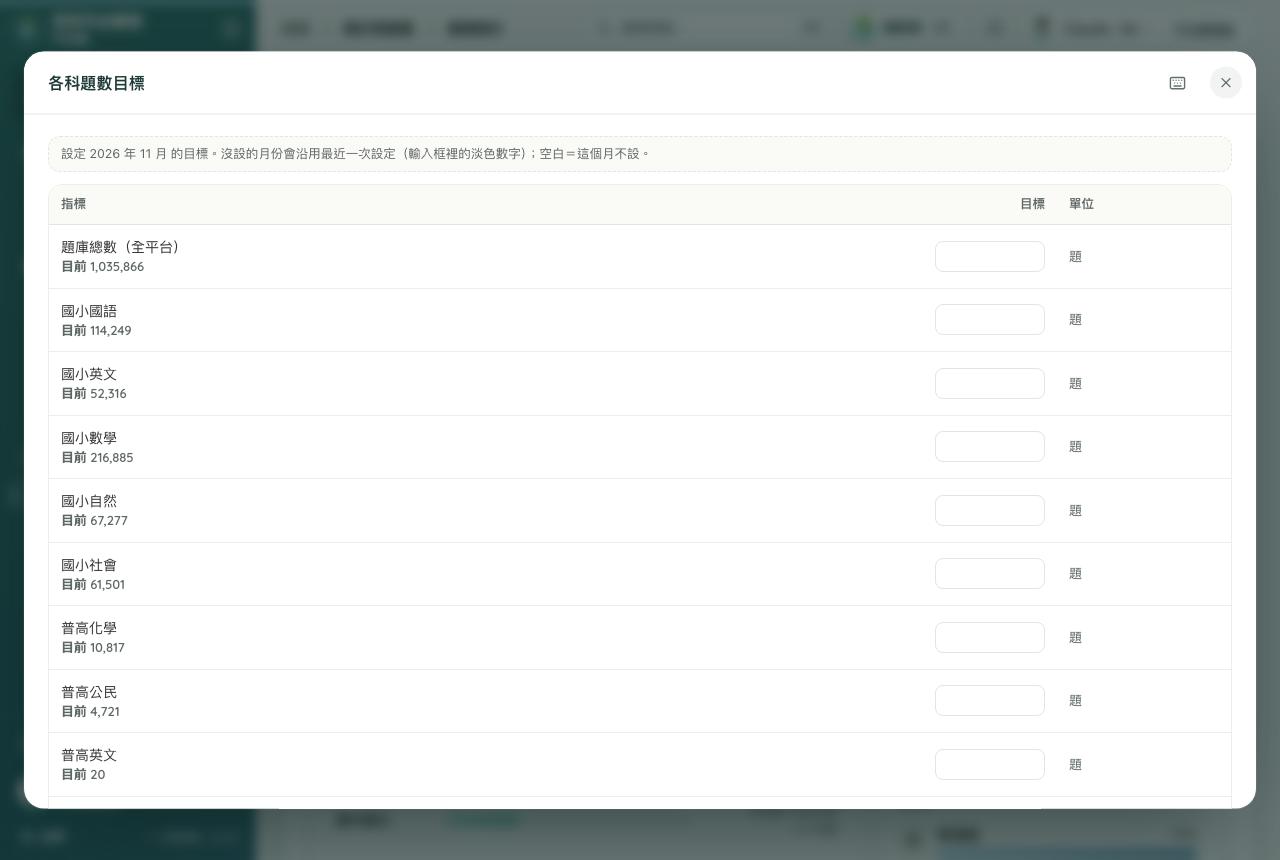 各科題數目標
設定 2026 年 11 月 的目標。沒設的月份會沿用最近一次設定（輸入框裡的淡色數字）；空白＝這個月不設。
指標 目標 單位
題庫總數（全平台）
目前 1,035,866
題
國小國語
目前 114,249
題
國小英文
目前 52,316
題
國小數學
目前 216,885
題
國小自然
目前 67,277
題
國小社會
目前 61,501
題
普高化學
目前 10,817
題
普高公民
目前 4,721
題
普高英文
目前 20
題